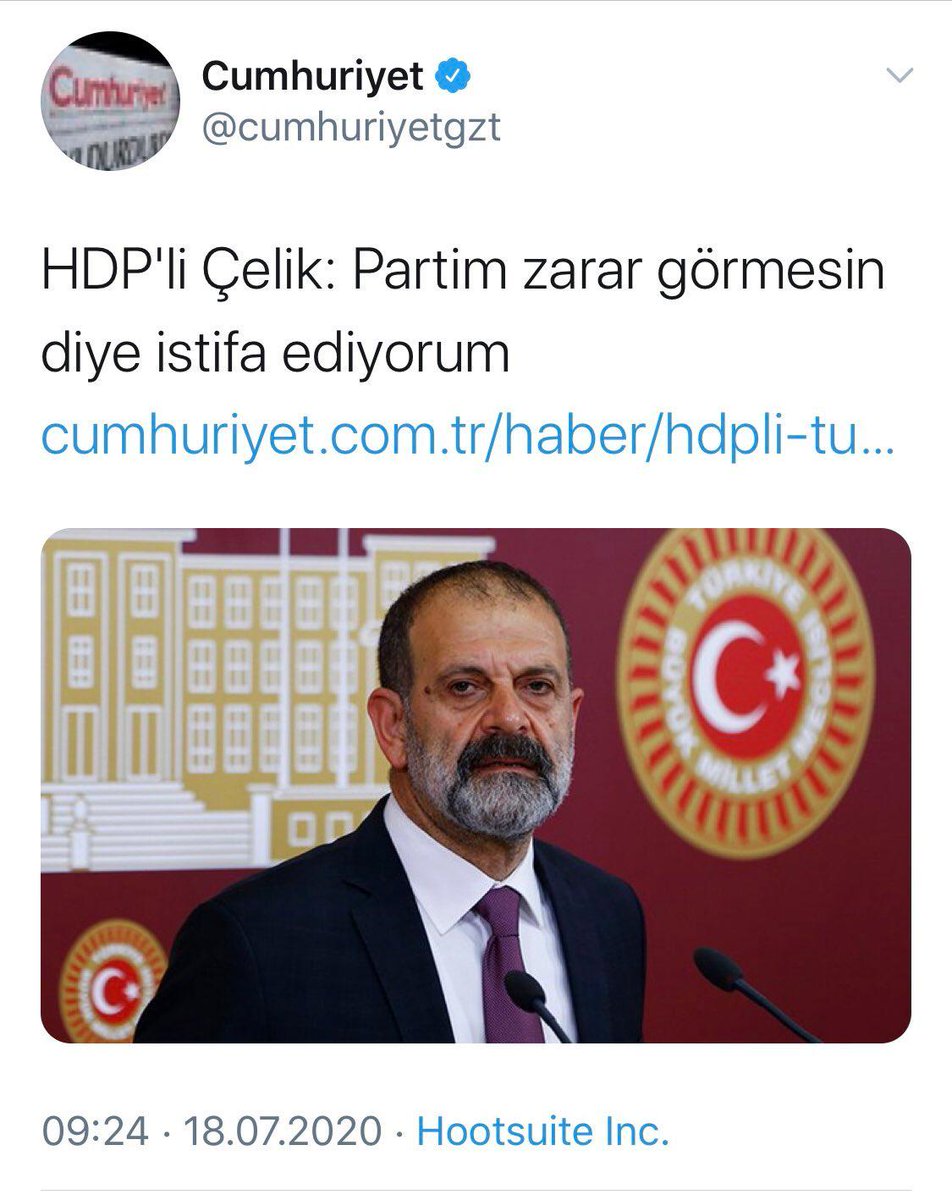 Cumhuriyet
Cumhuriyet
@cumhuriyetgzt
HDP'li Çelik: Partim zarar görmesin
diye istifa ediyorum
cumhuriyet.com.tr/haber/hdpli-tu...
TÜRKİYE BÜYÜK MİLLET MECLİSİ
09:24 · 18.07.2020 · Hootsuite Inc.